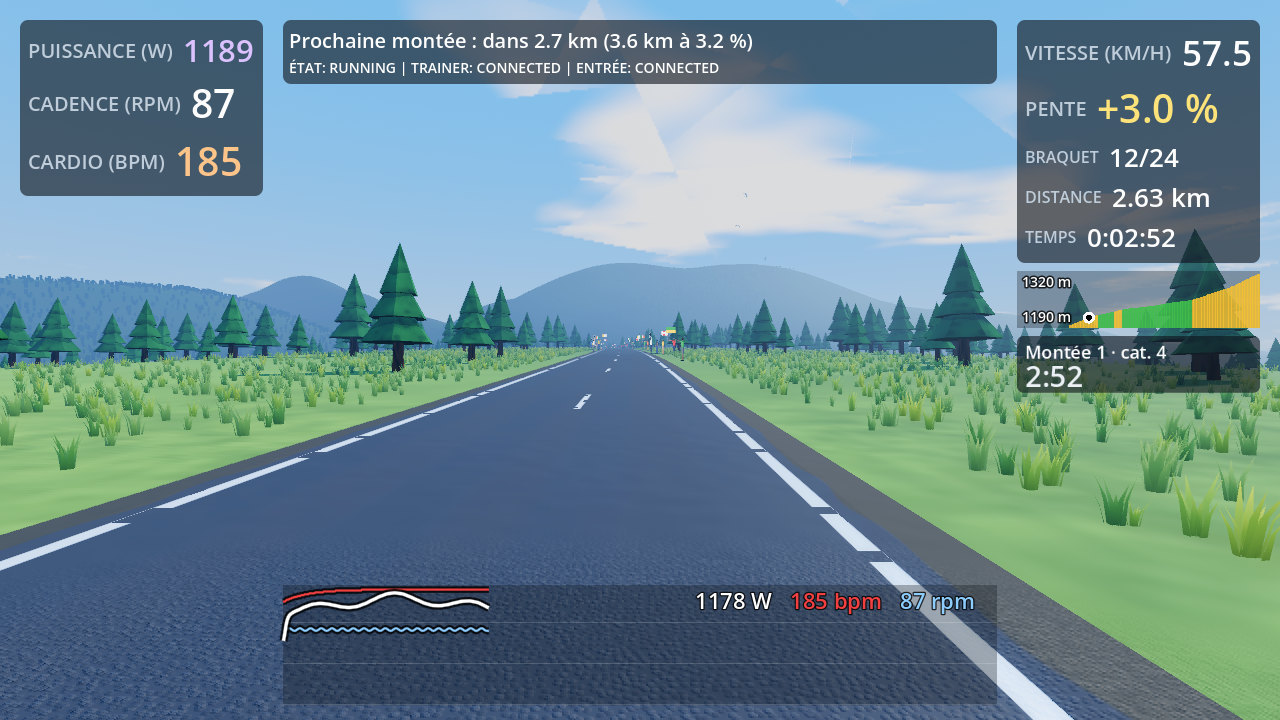 PUISSANCE (W) 1189
CADENCE (RPM) 87
CARDIO (BPM) 185
Prochaine montée : dans 2.7 km (3.6 km à 3.2 %)
ÉTAT: RUNNING | TRAINER: CONNECTED | ENTRÉE: CONNECTED
VITESSE (KM/H) 57.5
PENTE +3.0 %
BRAQUET 12/24
DISTANCE 2.63 km
TEMPS 0:02:52
1320 m
1190 m
Montée 1 · cat. 4
2:52
1178 W 185 bpm 87 rpm